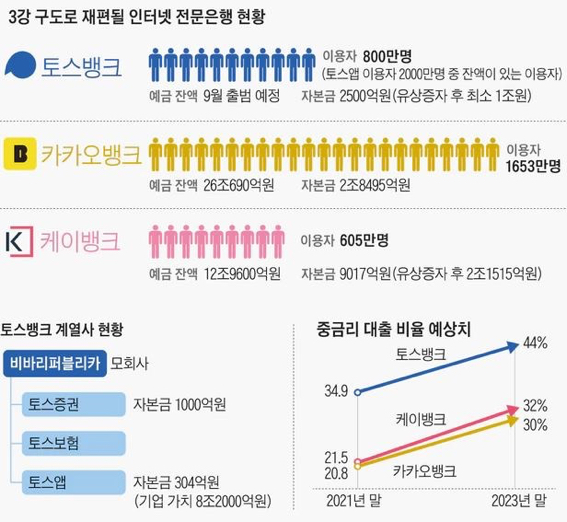 3강 구도로 재편될 인터넷 전문은행 현황
토스뱅크
이용자 800만명
(토스앱 이용자 2000만명 중 잔액이 있는 이용자)
예금 잔액 9월 출범 예정 자본금 2500억원(유상증자 후 최소 1조원)
B 카카오뱅크
이용자
1653만명
예금 잔액 26조690억원 자본금 2조8495억원
K 케이뱅크
이용자 605만명
예금 잔액 12조9600억원 자본금 9017억원(유상증자 후 2조1515억원)
토스뱅크 계열사 현황
비바리퍼블리카 모회사
토스증권 자본금 1000억원
토스보험
토스앱 자본금 304억원
(기업 가치 8조2000억원)
중금리 대출 비율 예상치
44%
토스뱅크
34.9
32%
케이뱅크
30%
21.5
20.8
카카오뱅크
2021년 말 2023년 말